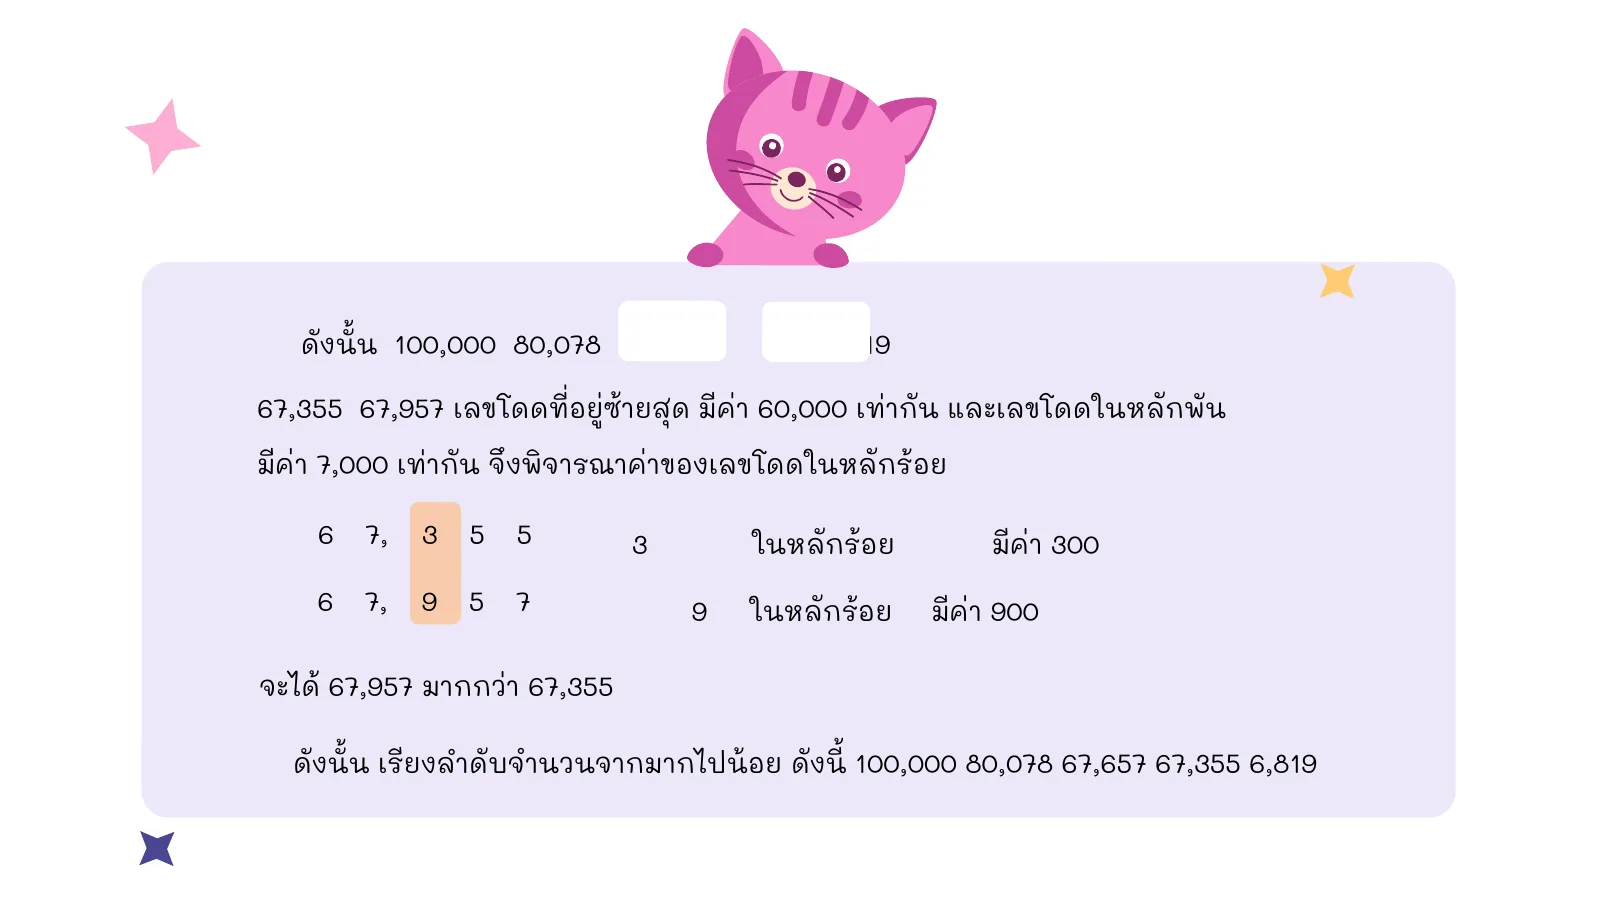 ดังนั้น 100,000 80,078 19
67,355 67,957 เลขโดดที่อยู่ซ้ายสุด มีค่า 60,000 เท่ากัน และเลขโดดในหลักพัน
มีค่า 7,000 เท่ากัน จึงพิจารณาค่าของเลขโดดในหลักร้อย
6 7, 3 5 5 3 ในหลักร้อย มีค่า 300
6 7, 9 5 7 9 ในหลักร้อย มีค่า 900
จะได้ 67,957 มากกว่า 67,355
ดังนั้น เรียงลำดับจำนวนจากมากไปน้อย ดังนี้ 100,000 80,078 67,657 67,355 6,819